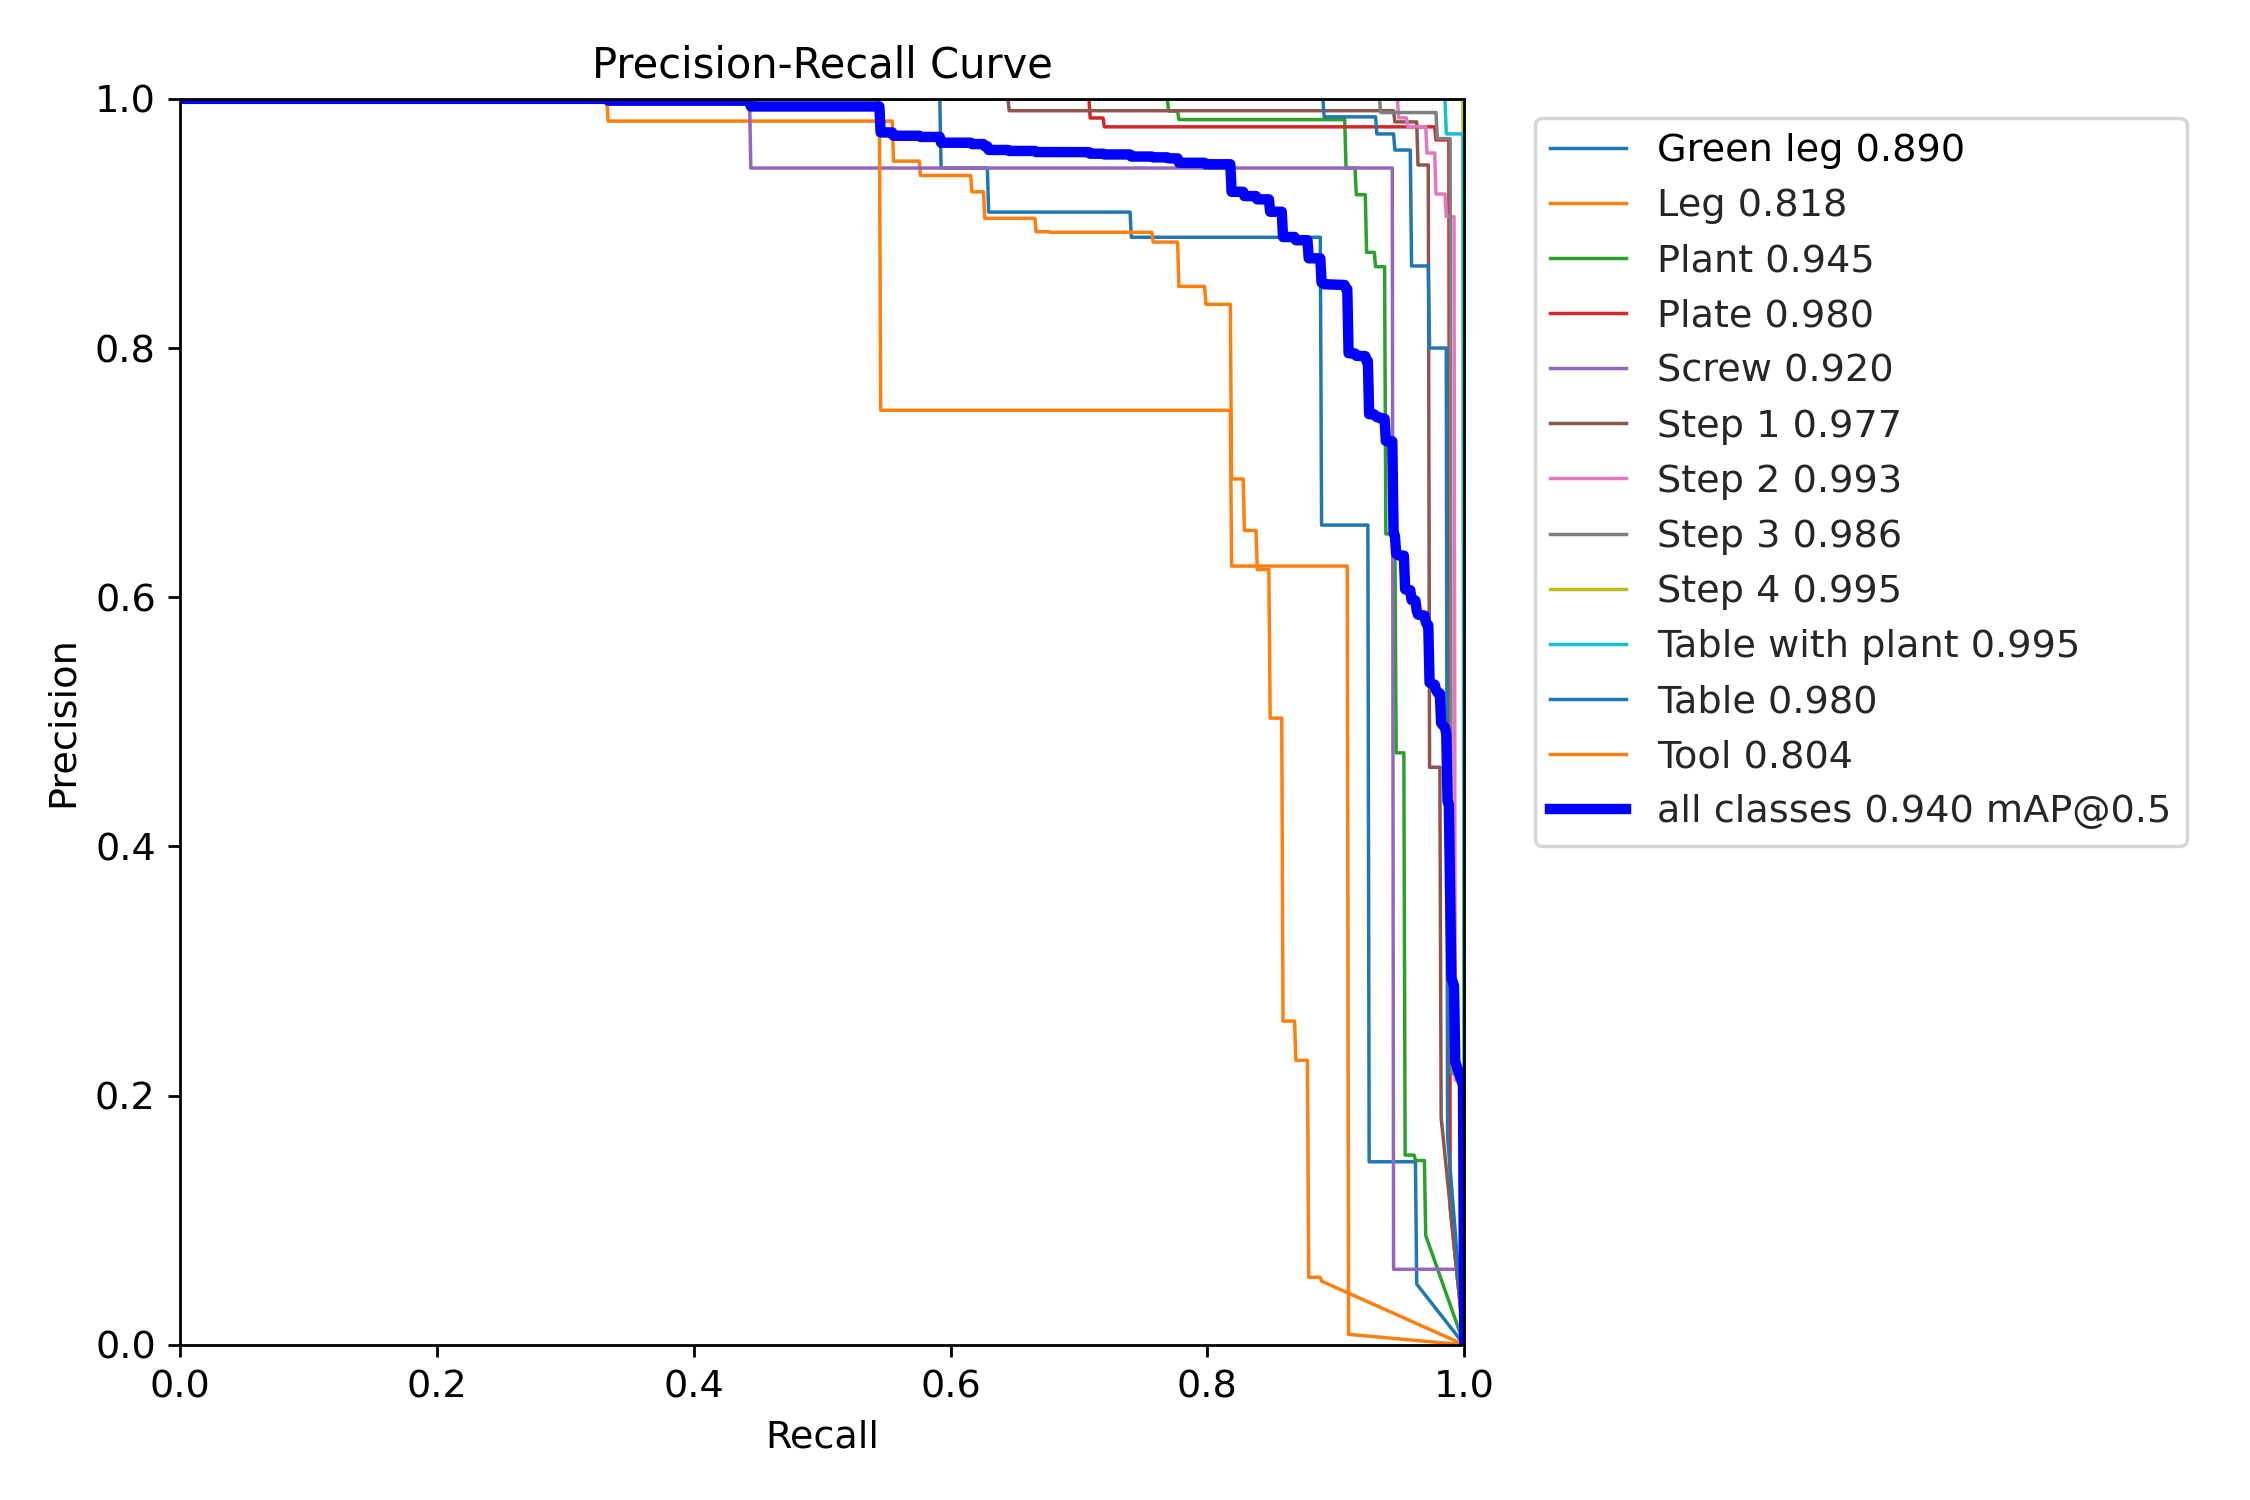 Precision-Recall Curve
1.0
0.8
0.6
0.4
0.2
0.0
Precision
0.0 0.2 0.4 0.6 0.8 1.0
Recall
Green leg 0.890
Leg 0.818
Plant 0.945
Plate 0.980
Screw 0.920
Step 1 0.977
Step 2 0.993
Step 3 0.986
Step 4 0.995
Table with plant 0.995
Table 0.980
Tool 0.804
all classes 0.940 mAP@0.5